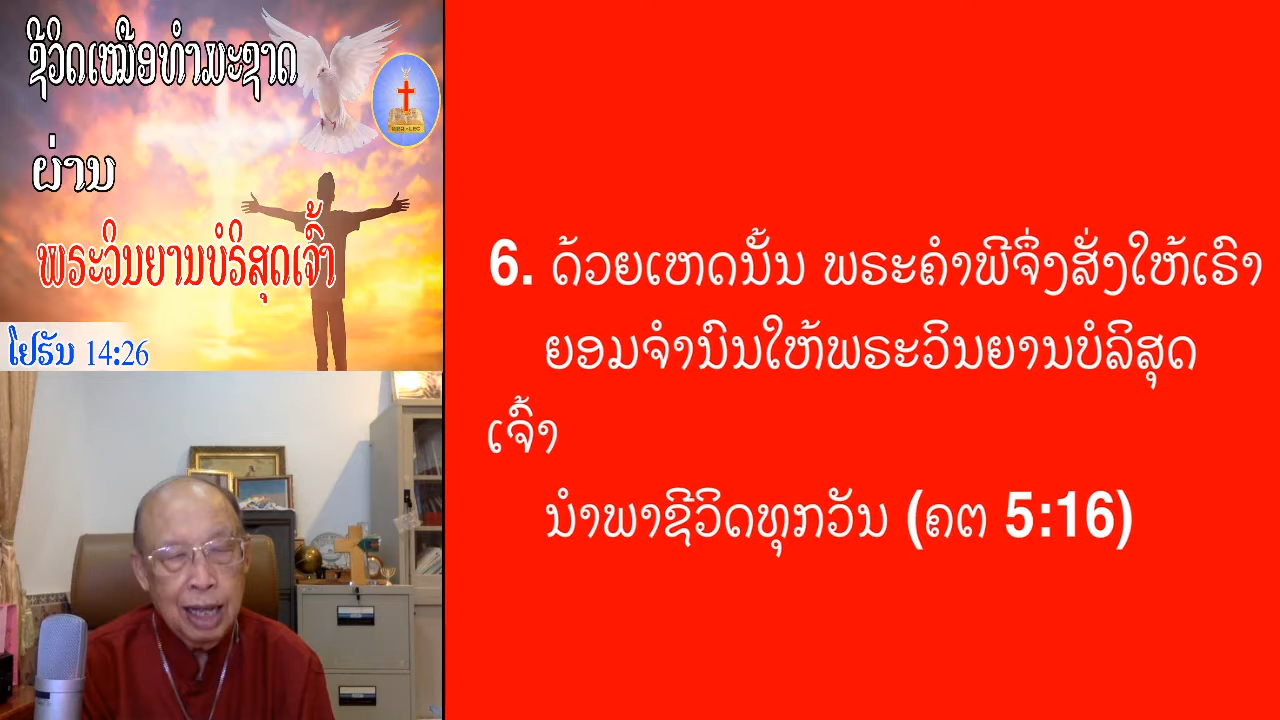 ຊີວິດເໝືອທຳມະຊາດ
ຜ່ານ
ພຣະວິນຍານບໍຣິສຸດເຈົ້າ
ໂຢຮັນ 14:26
6. ດ້ວຍເຫດນັ້ນ ພຣະຄຳພີຈຶ່ງສັ່ງໃຫ້ເຮົາ
ຍອມຈຳນົນໃຫ້ພຣະວິນຍານບໍລິສຸດ
ເຈົ້າ
ນຳພາຊີວິດທຸກວັນ (ຄຕ 5:16)